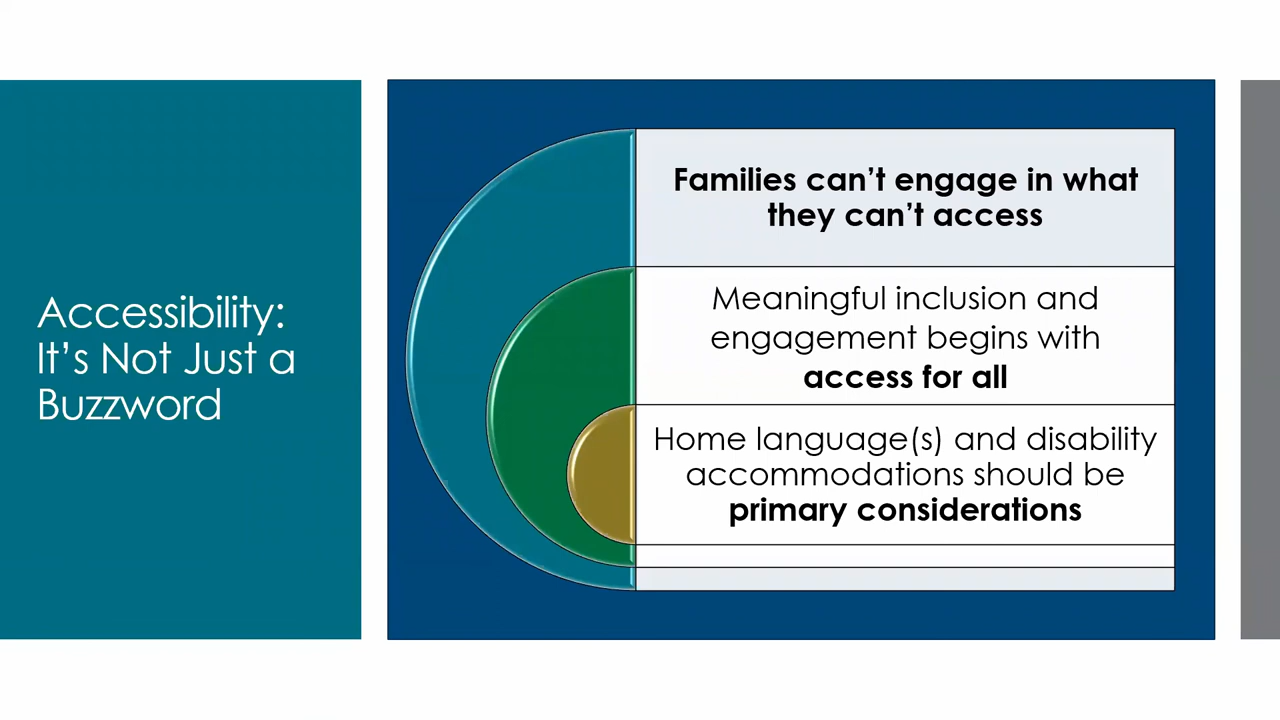 Accessibility:
It’s Not Just a
Buzzword
Families can’t engage in what
they can’t access
Meaningful inclusion and
engagement begins with
access for all
Home language(s) and disability
accommodations should be
primary considerations